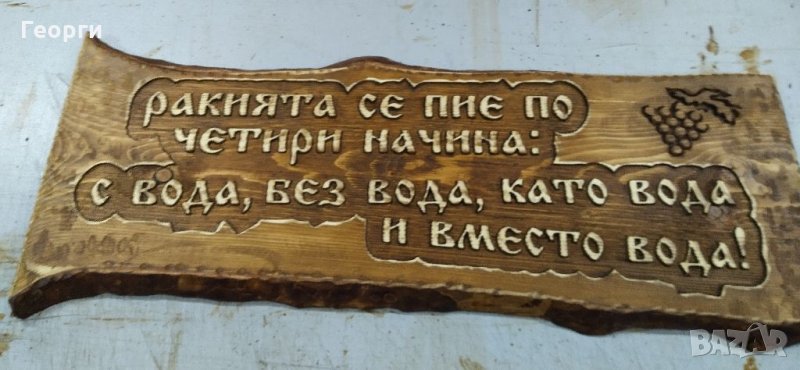 Георги
ракията се пие по
четири начина:
с вода, без вода, като вода
и вместо вода!
BAZAR